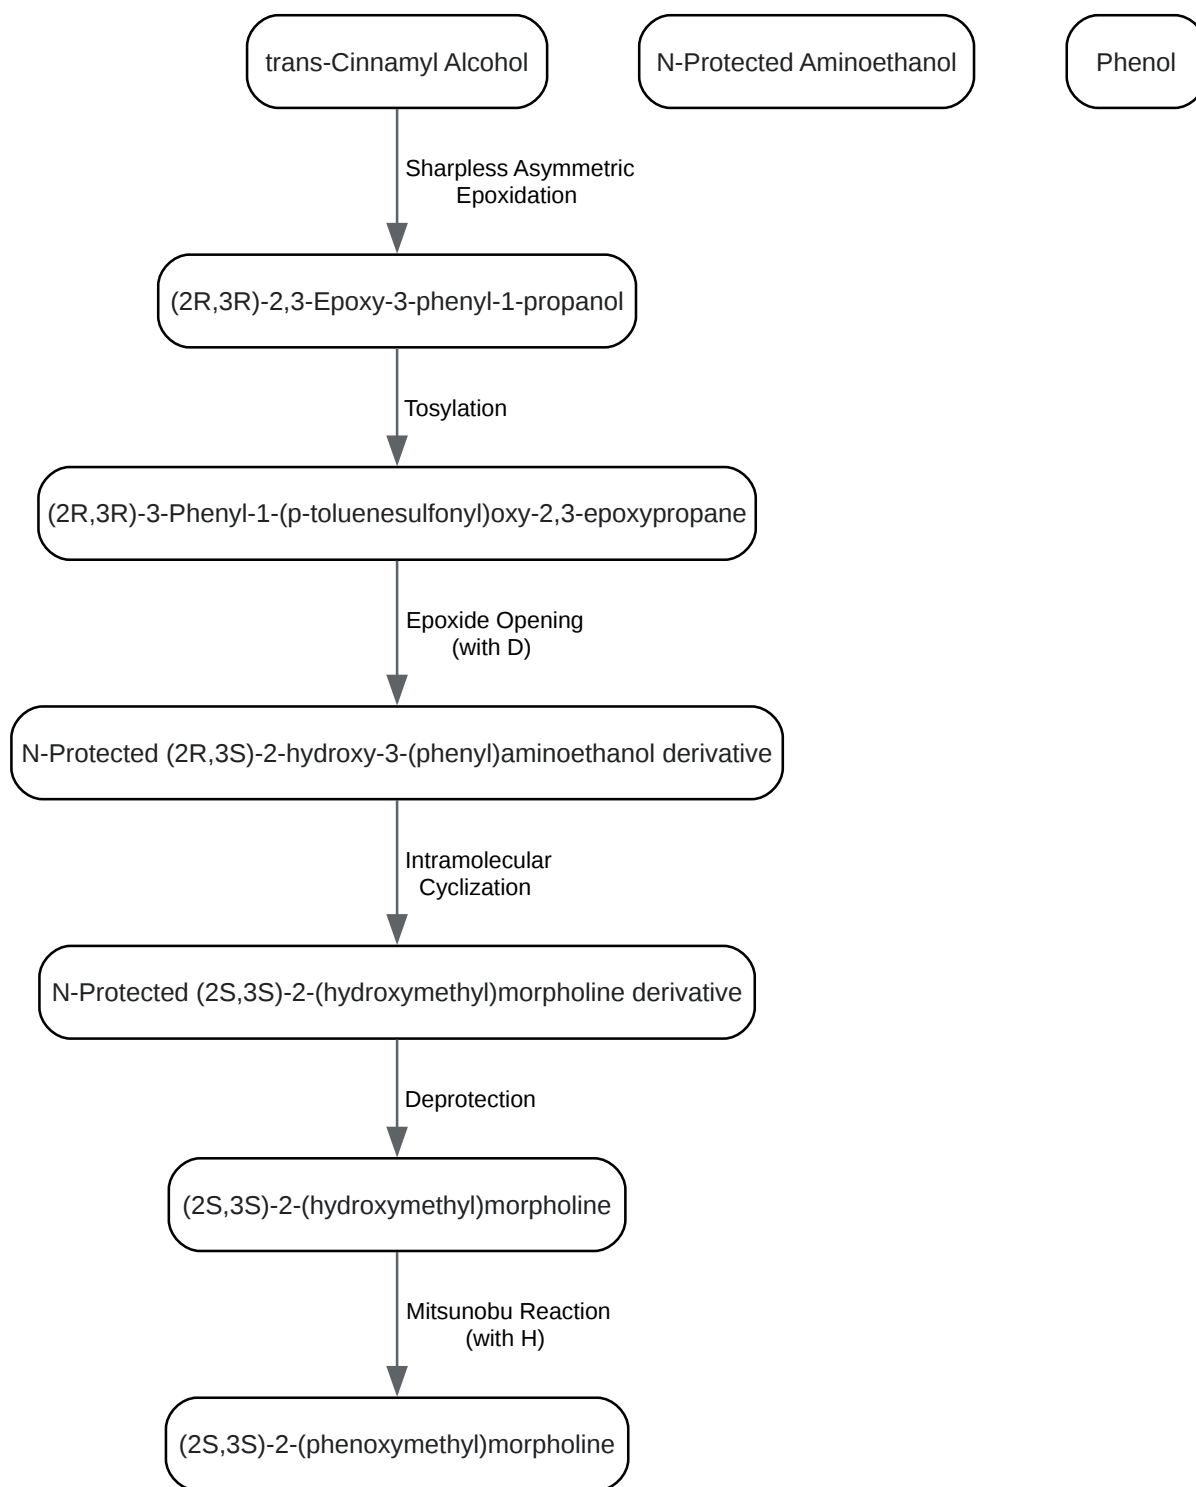 trans-Cinnamyl Alcohol
N-Protected Aminoethanol
Phenol
Sharpless Asymmetric
Epoxidation
(2R,3R)-2,3-Epoxy-3-phenyl-1-propanol
Tosylation
(2R,3R)-3-Phenyl-1-(p-toluenesulfonyl)oxy-2,3-epoxypropane
Epoxide Opening
(with D)
N-Protected (2R,3S)-2-hydroxy-3-(phenyl)aminoethanol derivative
Intramolecular
Cyclization
N-Protected (2S,3S)-2-(hydroxymethyl)morpholine derivative
Deprotection
(2S,3S)-2-(hydroxymethyl)morpholine
Mitsunobu Reaction
(with H)
(2S,3S)-2-(phenoxymethyl)morpholine